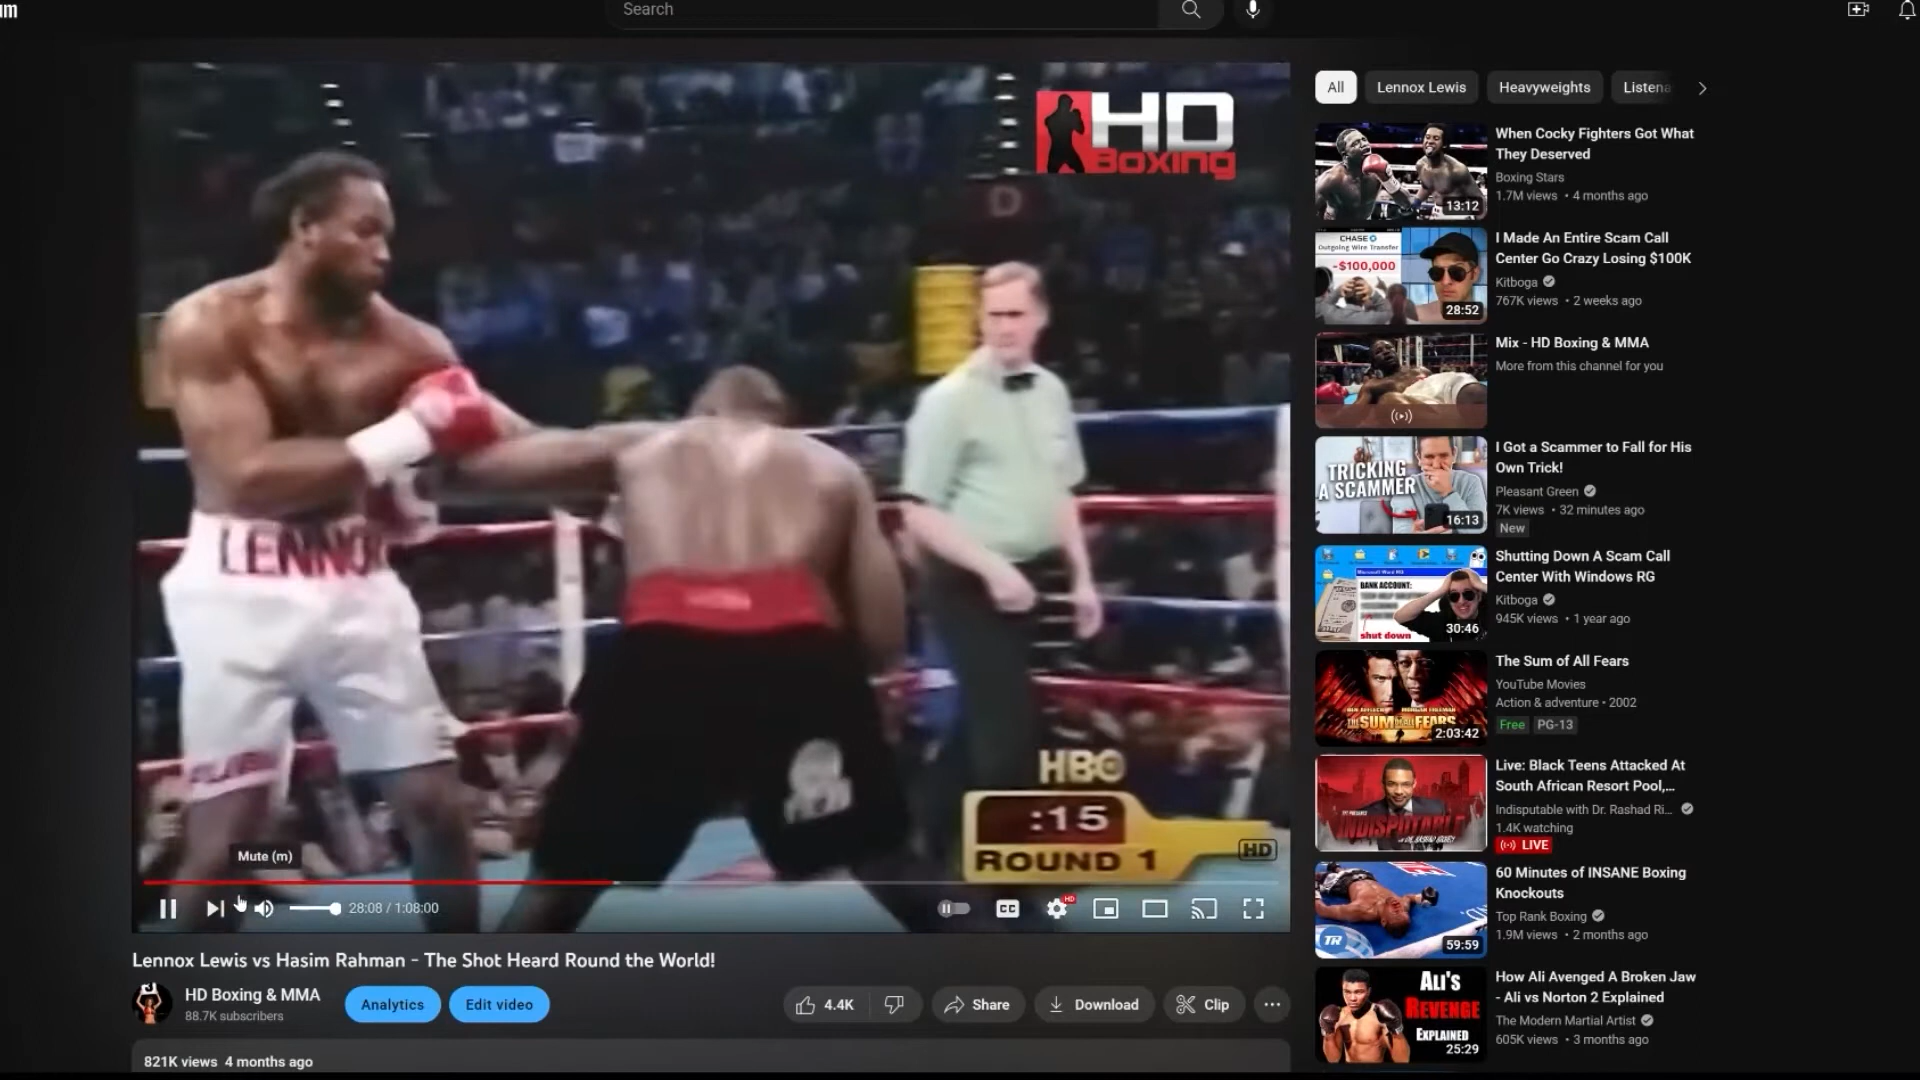 um
Search
HD
Boxing
D
LENNOX
HBO
:15
ROUND 1
HD
Mute (m)
28:08 / 1:08:00
CC
HD
Lennox Lewis vs Hasim Rahman - The Shot Heard Round the World!
HD Boxing & MMA
88.7K subscribers
Analytics
Edit video
4.4K
Share
Download
Clip
821K views 4 months ago
All
Lennox Lewis
Heavyweights
Listena
13:12
When Cocky Fighters Got What
They Deserved
Boxing Stars
1.7M views • 4 months ago
CHASE
Outgoing Wire Transfer
-$100,000
28:52
I Made An Entire Scam Call
Center Go Crazy Losing $100K
Kitboga
767K views • 2 weeks ago
Mix - HD Boxing & MMA
More from this channel for you
TRICKING
A SCAMMER
16:13
I Got a Scammer to Fall for His
Own Trick!
Pleasant Green
7K views • 32 minutes ago
New
BANK ACCOUNT:
shut down
30:46
Shutting Down A Scam Call
Center With Windows RG
Kitboga
945K views • 1 year ago
BEN AFFLECK MORGAN FREEMAN
THE SUM OF ALL FEARS
2:03:42
The Sum of All Fears
YouTube Movies
Action & adventure • 2002
Free PG-13
INDISPUTABLE
Live: Black Teens Attacked At
South African Resort Pool,...
Indisputable with Dr. Rashad Ri...
1.4K watching
LIVE
TR
59:59
60 Minutes of INSANE Boxing
Knockouts
Top Rank Boxing
1.9M views • 2 months ago
ALI'S
REVENGE
EXPLAINED
25:29
How Ali Avenged A Broken Jaw
- Ali vs Norton 2 Explained
The Modern Martial Artist
605K views • 3 months ago